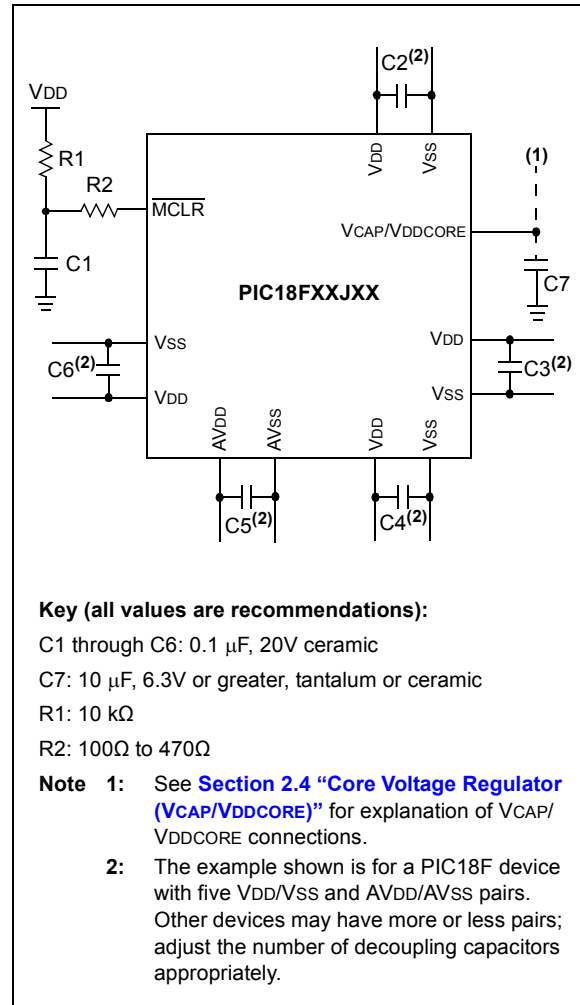 C2(2)
VDD
R1
R2
C1
MCLR
VDD
VSS
(1)
VCAP/VDDCORE
C7
PIC18FXXJXX
VSS
C6(2)
VDD
VDD
C3(2)
VSS
AVDD
AVSS
VDD
VSS
C5(2)
C4(2)
Key (all values are recommendations):
C1 through C6: 0.1 μF, 20V ceramic
C7: 10 μF, 6.3V or greater, tantalum or ceramic
R1: 10 kΩ
R2: 100Ω to 470Ω
Note 1: See Section 2.4 “Core Voltage Regulator
(VCAP/VDDCORE)” for explanation of VCAP/
VDDCORE connections.
2: The example shown is for a PIC18F device
with five VDD/VSS and AVDD/AVSS pairs.
Other devices may have more or less pairs;
adjust the number of decoupling capacitors
appropriately.